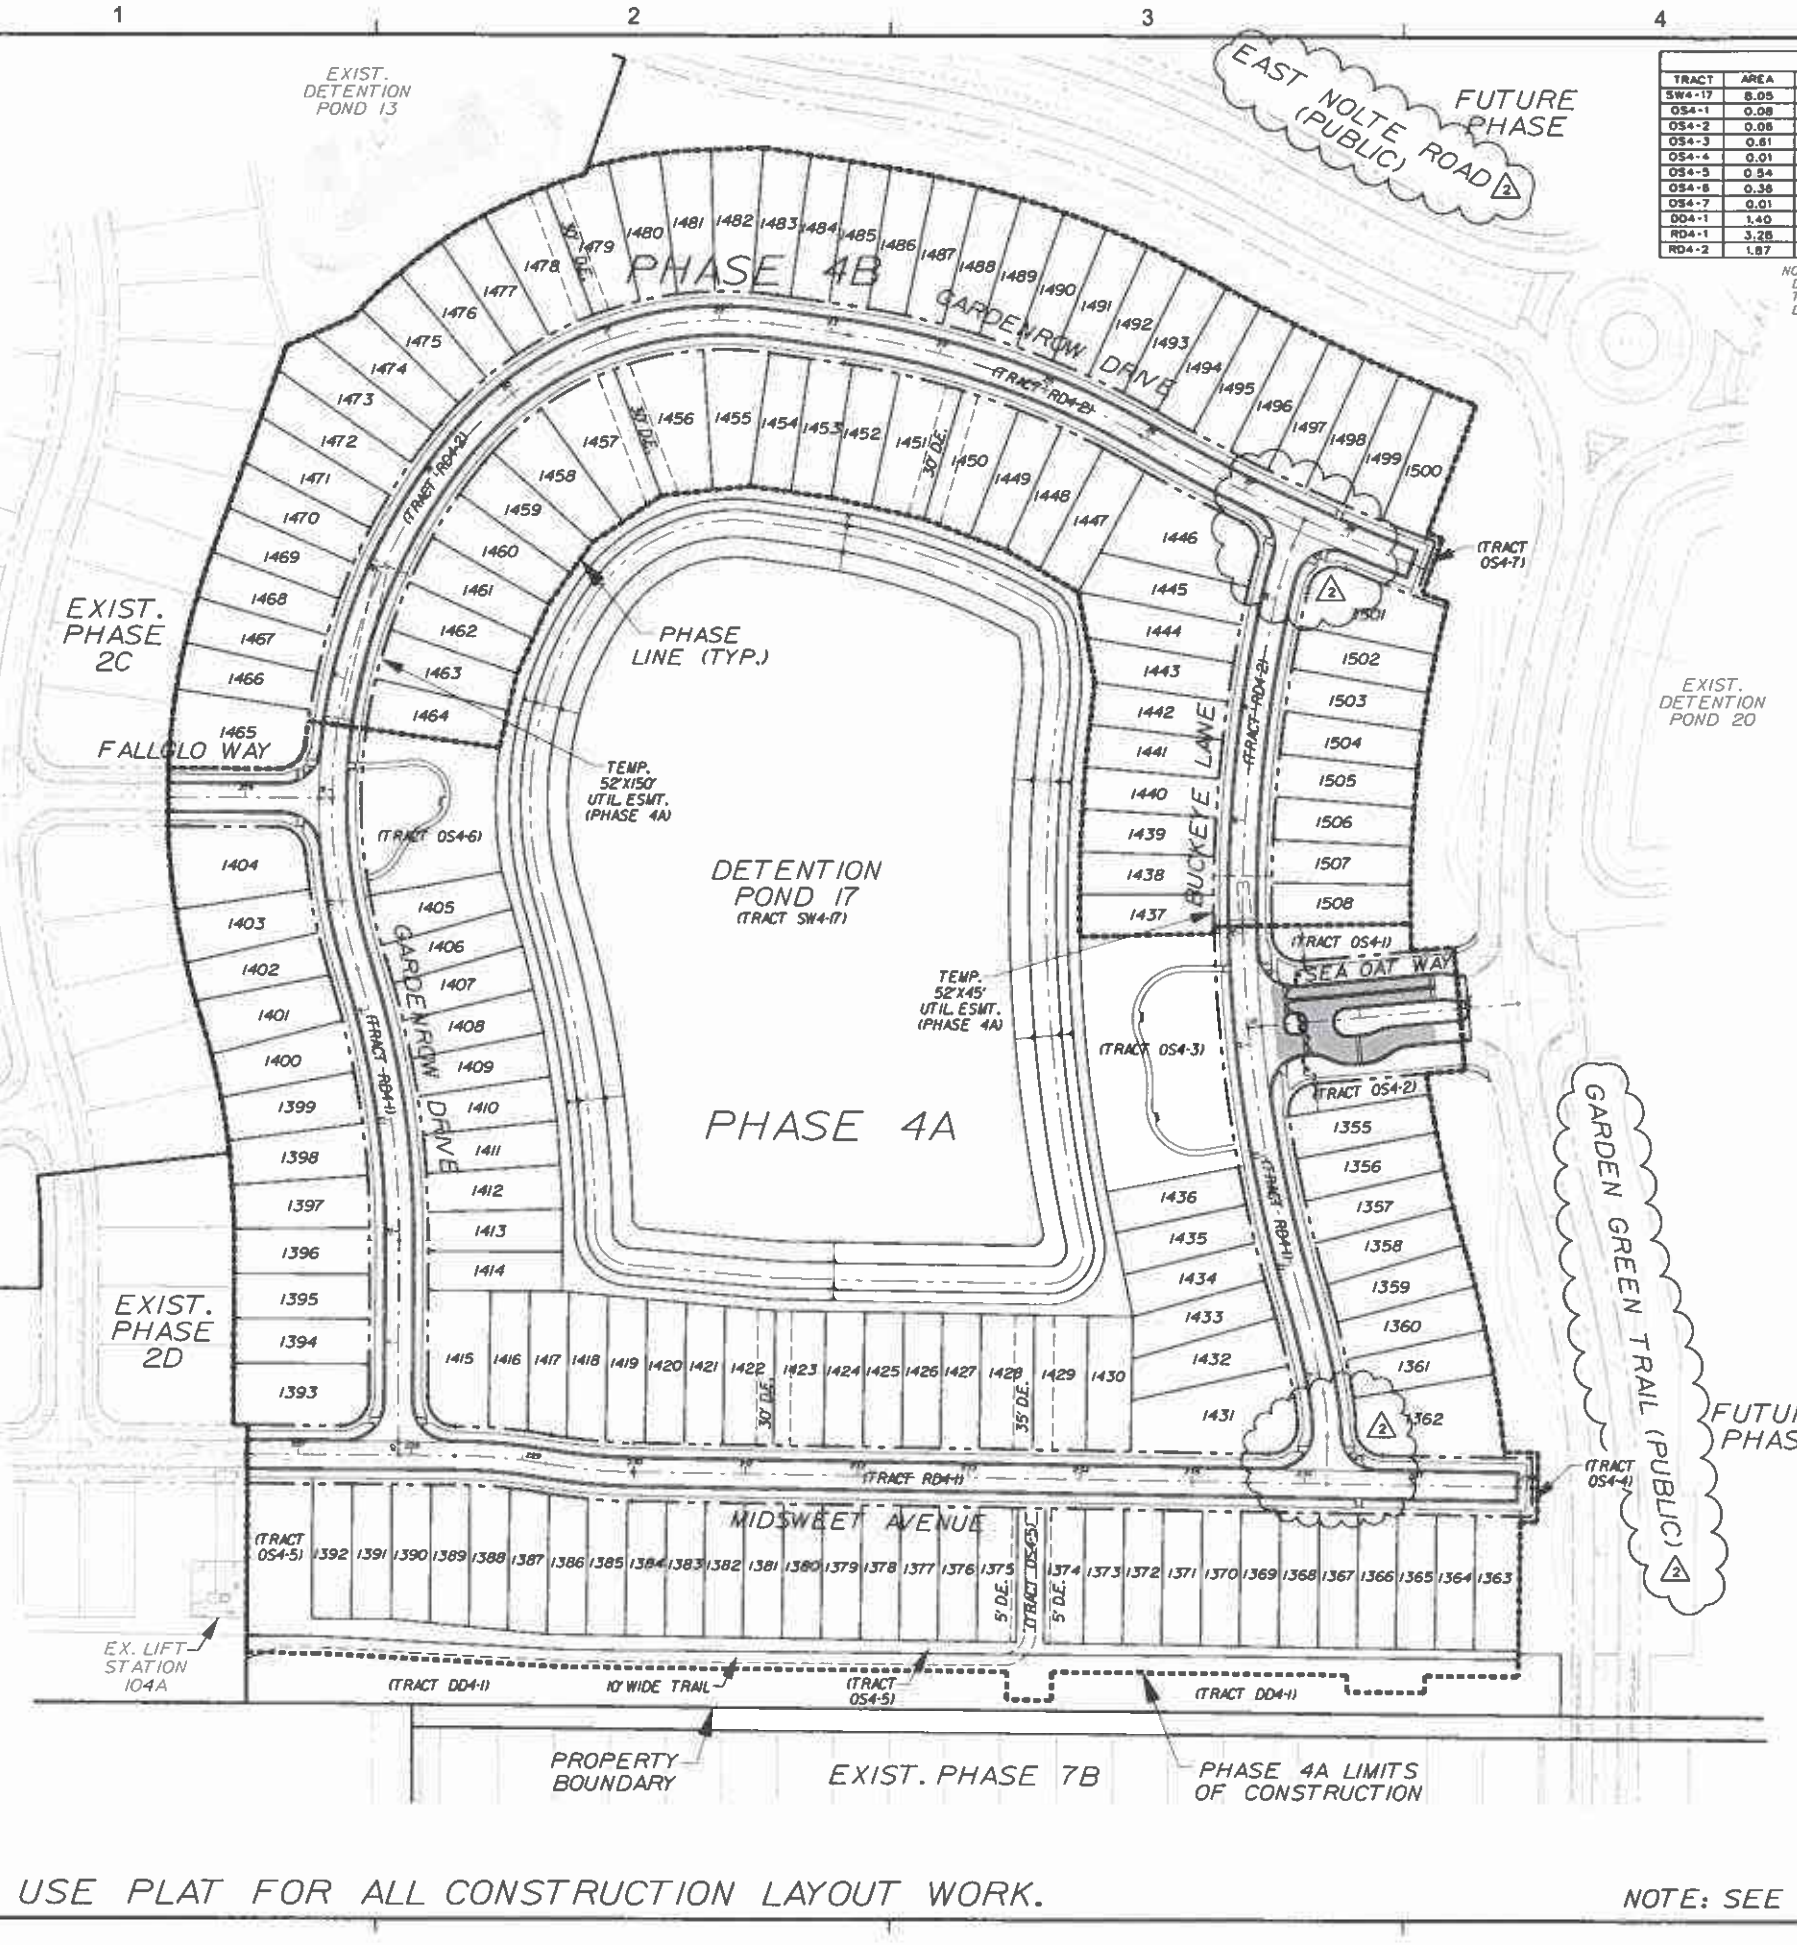 1 2 3 4
EXIST.
DETENTION
POND 13
EAST NOLTE ROAD
(PUBLIC)
2
FUTURE
PHASE
TRACT AREA
SW4-17 8.05
OS4-1 0.08
OS4-2 0.06
OS4-3 0.61
OS4-4 0.01
OS4-5 0.54
OS4-6 0.36
OS4-7 0.01
DD4-1 1.40
RD4-1 3.28
RD4-2 1.87
PHASE 4B
1465
1466
1467
1468
1469
1470
1471
1472
1473
1474
1475
1476
1477
1478
1479
1480
1481
1482
1483
1484
1485
1486
1487
1488
1489
1490
1491
1492
1493
1494
1495
1496
1497
1498
1499
1500
GARDENROW DRIVE
(TRACT RD4-2)
(TRACT RD4-2)
1464
1463
1462
1461
1460
1459
1458
1457
30' D.E.
1456
1455
1454
1453
1452
1451
30' D.E.
1450
1449
1448
1447
1446
1445
1444
1443
1442
1441
1440
1439
1438
1437
(TRACT
OS4-7)
2
1501
1502
1503
1504
1505
1506
1507
1508
BUCKEYE LANE
(TRACT RD4-2)
EXIST.
PHASE
2C
PHASE
LINE (TYP.)
EXIST.
DETENTION
POND 20
FALLGLO WAY
TEMP.
52'X150'
UTIL. ESMT.
(PHASE 4A)
(TRACT OS4-6)
DETENTION
POND 17
(TRACT SW4-17)
TEMP.
52'X45'
UTIL. ESMT.
(PHASE 4A)
(TRACT OS4-1)
SEA OAT WAY
(TRACT OS4-3)
(TRACT OS4-2)
PHASE 4A
1404
1403
1402
1401
1400
1399
1398
1397
1396
1395
1394
1393
GARDENROW DRIVE
(TRACT RD4-1)
1405
1406
1407
1408
1409
1410
1411
1412
1413
1414
1355
1356
1357
1358
1359
1360
1361
1362
2
(TRACT RD4-1)
1436
1435
1434
1433
1432
1431
GARDEN GREEN TRAIL (PUBLIC)
2
EXIST.
PHASE
2D
1415 1416 1417 1418 1419 1420 1421 1422 1423 1424 1425 1426 1427 1428 1429 1430
30' D.E.
35' D.E.
(TRACT RD4-1)
MIDSWEET AVENUE
(TRACT
OS4-4)
(TRACT
OS4-5)
1392 1391 1390 1389 1388 1387 1386 1385 1384 1383 1382 1381 1380 1379 1378 1377 1376 1375 1374 1373 1372 1371 1370 1369 1368 1367 1366 1365 1364 1363
5' D.E.
(TRACT OS4-5)
5' D.E.
EX. LIFT
STATION
104A
(TRACT DD4-1)
10' WIDE TRAIL
(TRACT
OS4-5)
(TRACT DD4-1)
PROPERTY
BOUNDARY
EXIST. PHASE 7B
PHASE 4A LIMITS
OF CONSTRUCTION
USE PLAT FOR ALL CONSTRUCTION LAYOUT WORK.
NOTE: SEE